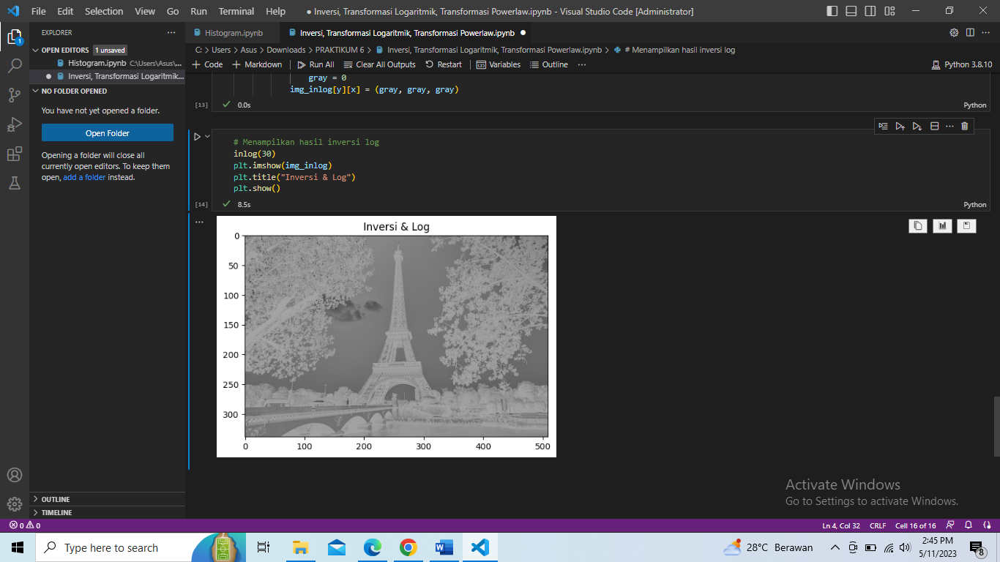 File Edit Selection View Go Run Terminal Help
● Inversi, Transformasi Logaritmik, Transformasi Powerlaw.ipynb - Visual Studio Code [Administrator]
EXPLORER
OPEN EDITORS 1 unsaved
Histogram.ipynb C:\Users\Asus\...
Inversi, Transformasi Logaritmik...
NO FOLDER OPENED
You have not yet opened a folder.
Open Folder
Opening a folder will close all
currently open editors. To keep them
open, add a folder instead.
OUTLINE
TIMELINE
Histogram.ipynb
Inversi, Transformasi Logaritmik, Transformasi Powerlaw.ipynb
C: > Users > Asus > Downloads > PRAKTIKUM 6 > Inversi, Transformasi Logaritmik, Transformasi Powerlaw.ipynb > # Menampilkan hasil inversi log
+ Code + Markdown Run All Clear All Outputs Restart Variables Outline ... Python 3.8.10
gray = 0
img_inlog[y][x] = (gray, gray, gray)
[13] 0.0s Python
# Menampilkan hasil inversi log
inlog(30)
plt.imshow(img_inlog)
plt.title("Inversi & Log")
plt.show()
[14] 8.5s Python
Inversi & Log
0
50
100
150
200
250
300
0 100 200 300 400 500
Activate Windows
Go to Settings to activate Windows.
0 0 Ln 4, Col 32 CRLF Cell 16 of 16
Type here to search
28°C Berawan
2:45 PM
5/11/2023
8
1